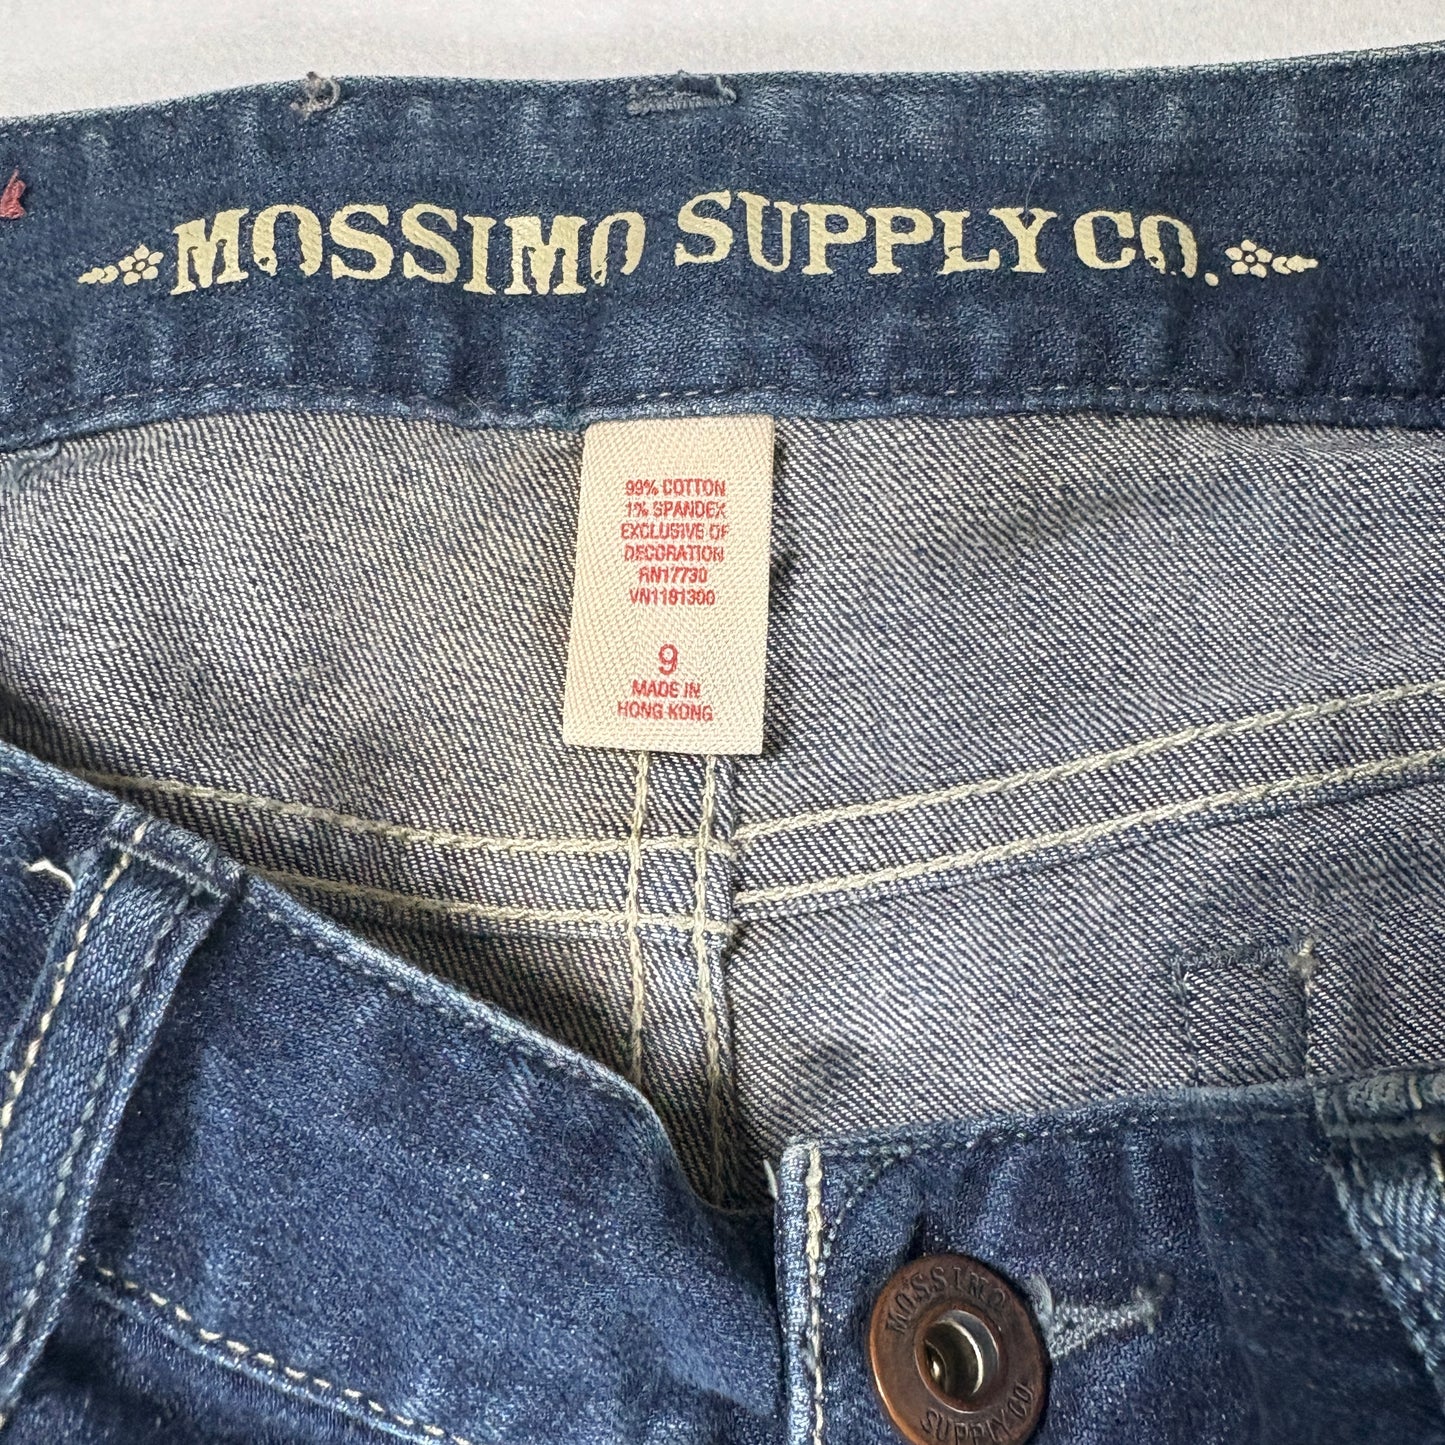 MOSSIMO SUPPLY CO.
99% COTTON
1% SPANDEX
EXCLUSIVE OF
DECORATION
RN17730
VN1181300
9
MADE IN
HONG KONG
MOSSIMO
SUPPLY CO.